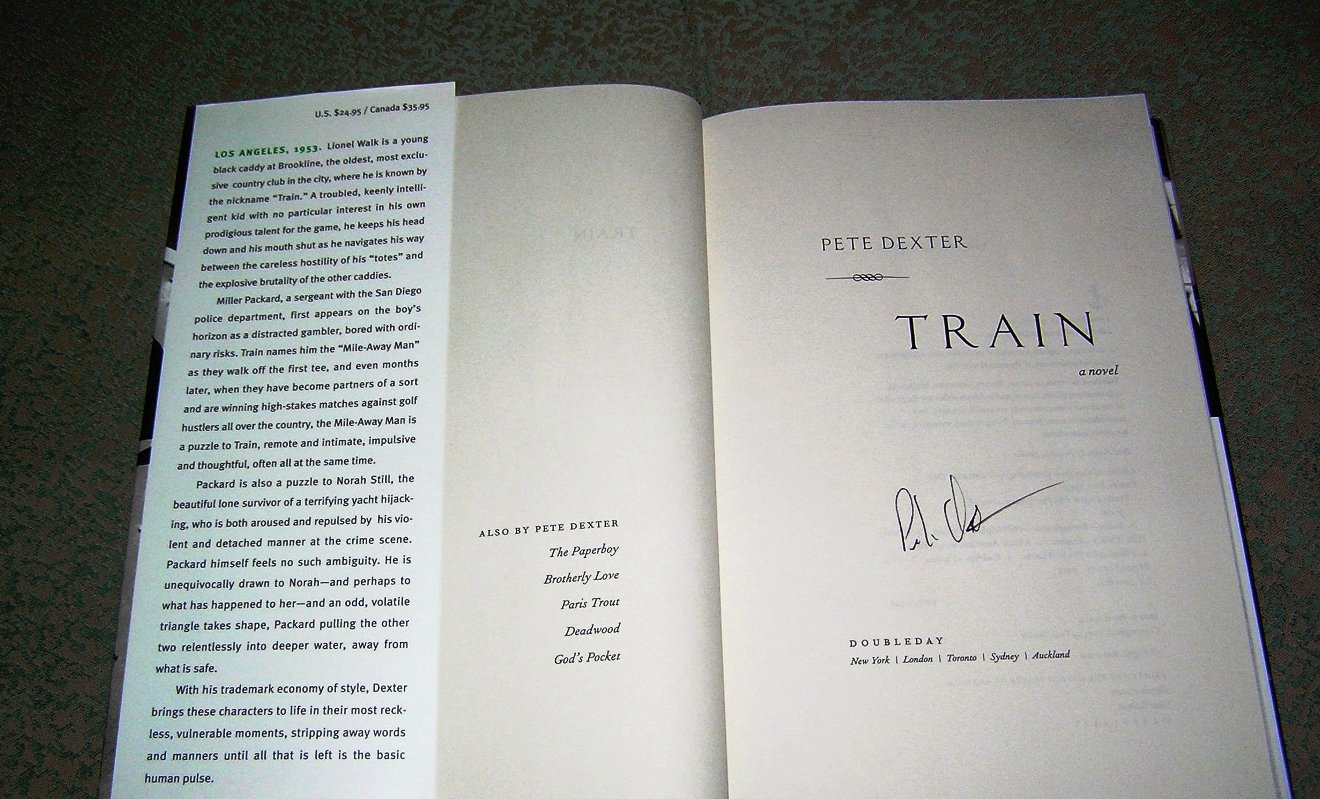 U.S. $24.95 / Canada $35.95
LOS ANGELES, 1953. Lionel Walk is a young
black caddy at Brookline, the oldest, most exclu-
sive country club in the city, where he is known by
the nickname “Train.” A troubled, keenly intelli-
gent kid with no particular interest in his own
prodigious talent for the game, he keeps his head
down and his mouth shut as he navigates his way
between the careless hostility of his “totes” and
the explosive brutality of the other caddies.
Miller Packard, a sergeant with the San Diego
police department, first appears on the boy’s
horizon as a distracted gambler, bored with ordi-
nary risks. Train names him the “Mile-Away Man”
as they walk off the first tee, and even months
later, when they have become partners of a sort
and are winning high-stakes matches against golf
hustlers all over the country, the Mile-Away Man is
a puzzle to Train, remote and intimate, impulsive
and thoughtful, often all at the same time.
Packard is also a puzzle to Norah Still, the
beautiful lone survivor of a terrifying yacht hijack-
ing, who is both aroused and repulsed by his vio-
lent and detached manner at the crime scene.
Packard himself feels no such ambiguity. He is
unequivocally drawn to Norah—and perhaps to
what has happened to her—and an odd, volatile
triangle takes shape, Packard pulling the other
two relentlessly into deeper water, away from
what is safe.
With his trademark economy of style, Dexter
brings these characters to life in their most reck-
less, vulnerable moments, stripping away words
and manners until all that is left is the basic
human pulse.
ALSO BY PETE DEXTER
The Paperboy
Brotherly Love
Paris Trout
Deadwood
God’s Pocket
PETE DEXTER
TRAIN
a novel
DOUBLEDAY
New York | London | Toronto | Sydney | Auckland